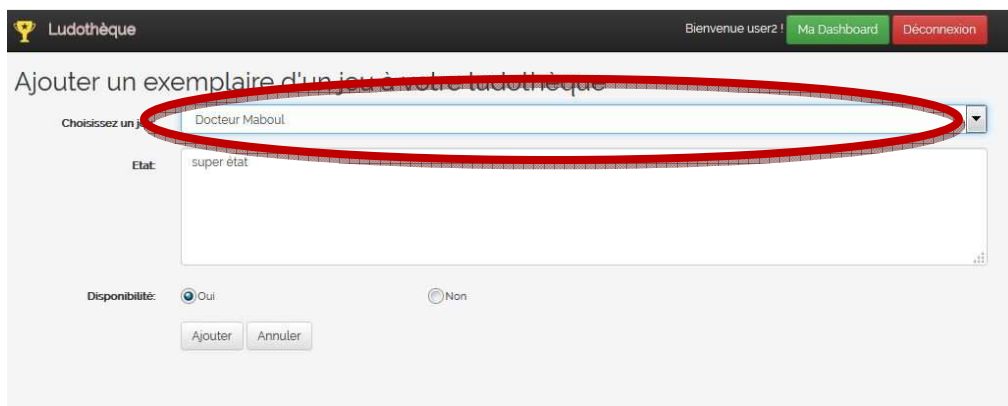 Ludothèque
Bienvenue user2 ! Ma Dashboard Déconnexion
Ajouter un exemplaire d'un jeu à votre ludothèque
Choisissez un jeu Docteur Maboul
Etat: super état
Disponibilité: Oui Non
Ajouter Annuler